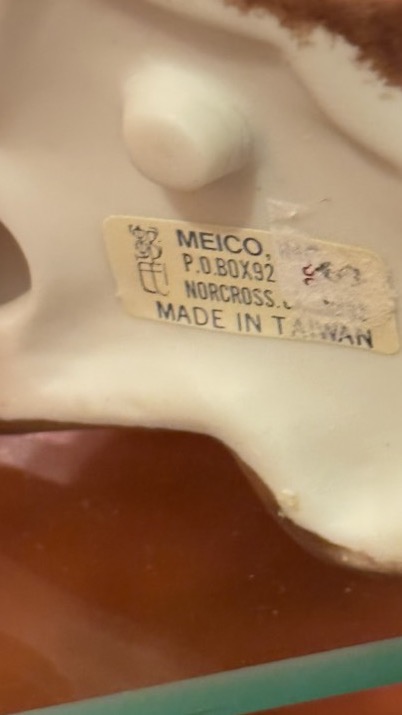 MEICO,
P.O.BOX92
NORCROSS.
MADE IN TAIWAN